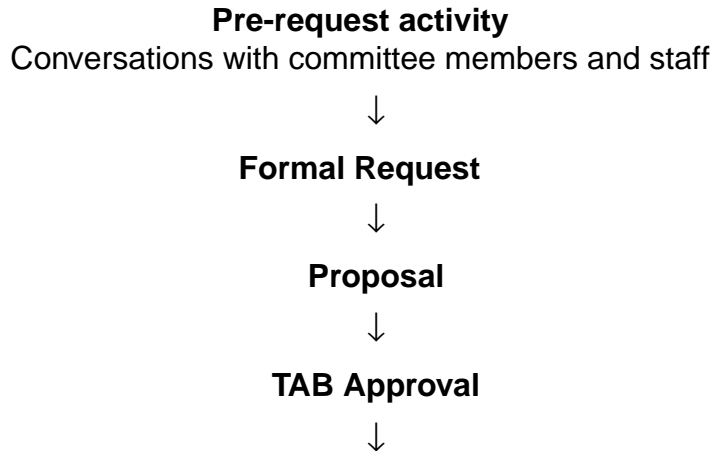 Pre-request activity
Conversations with committee members and staff
↓
Formal Request
↓
Proposal
↓
TAB Approval
↓